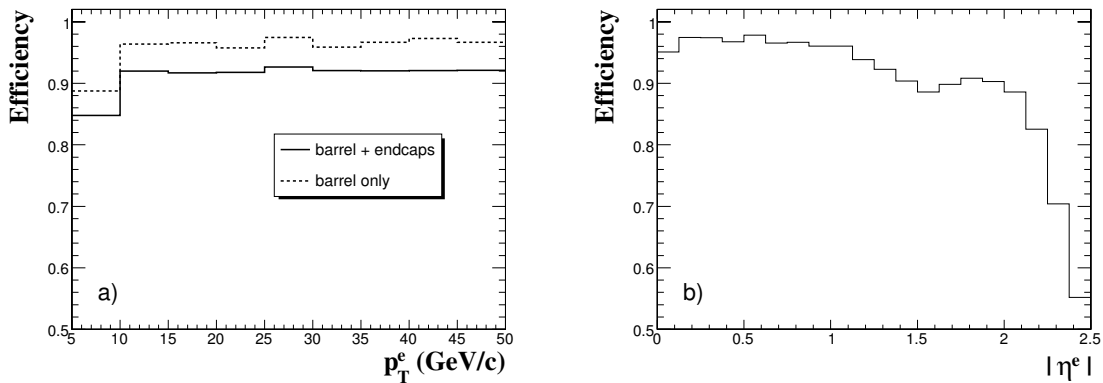 Efficiency
1
0.9
0.8
0.7
0.6
0.5
barrel + endcaps
barrel only
a)
5 10 15 20 25 30 35 40 45 50
p_T^e (GeV/c)
Efficiency
1
0.9
0.8
0.7
0.6
0.5
b)
0 0.5 1 1.5 2 2.5
| η^e |